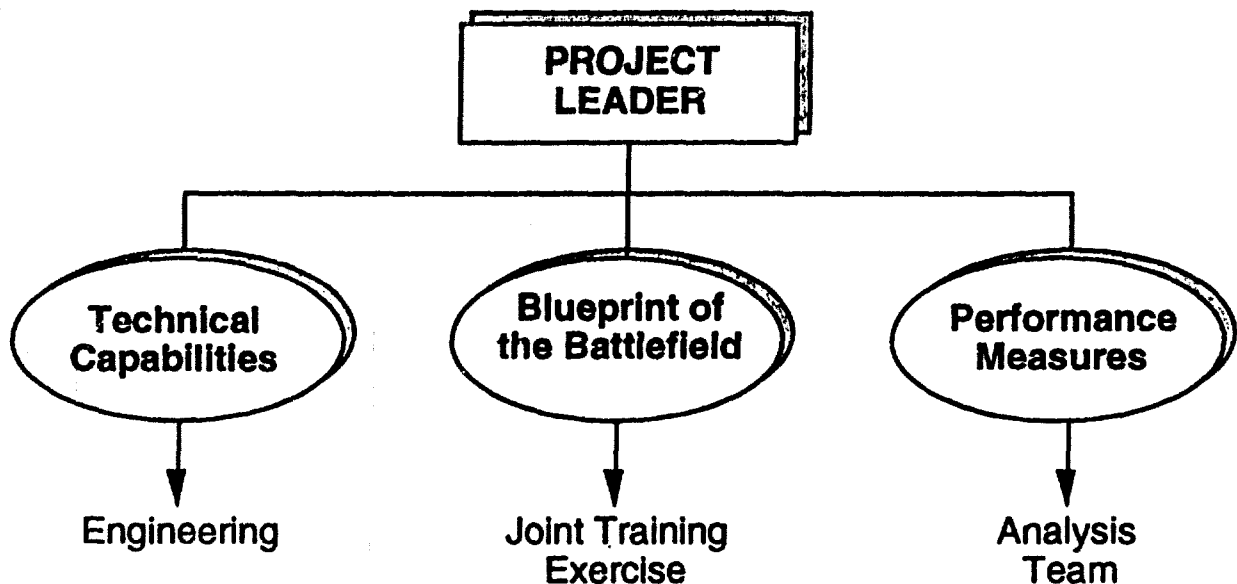 PROJECT
LEADER
Technical
Capabilities
Blueprint of
the Battlefield
Performance
Measures
Engineering
Joint Training
Exercise
Analysis
Team